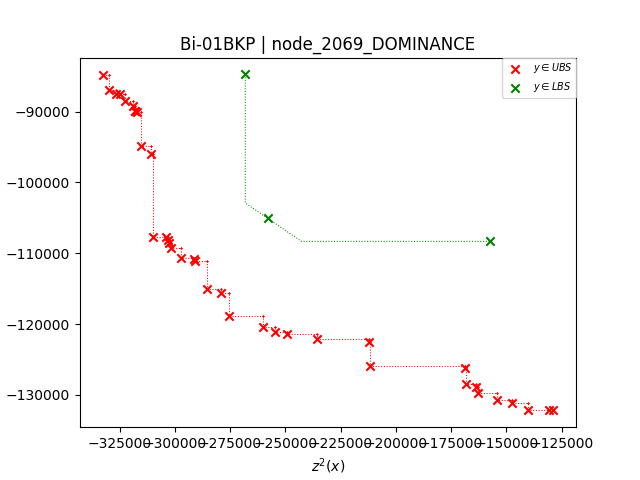 Bi-01BKP | node_2069_DOMINANCE
y ∈ UBS
y ∈ LBS
−90000
−100000
−110000
−120000
−130000
−325000 −300000 −275000 −250000 −225000 −200000 −175000 −150000 −125000
z²(x)